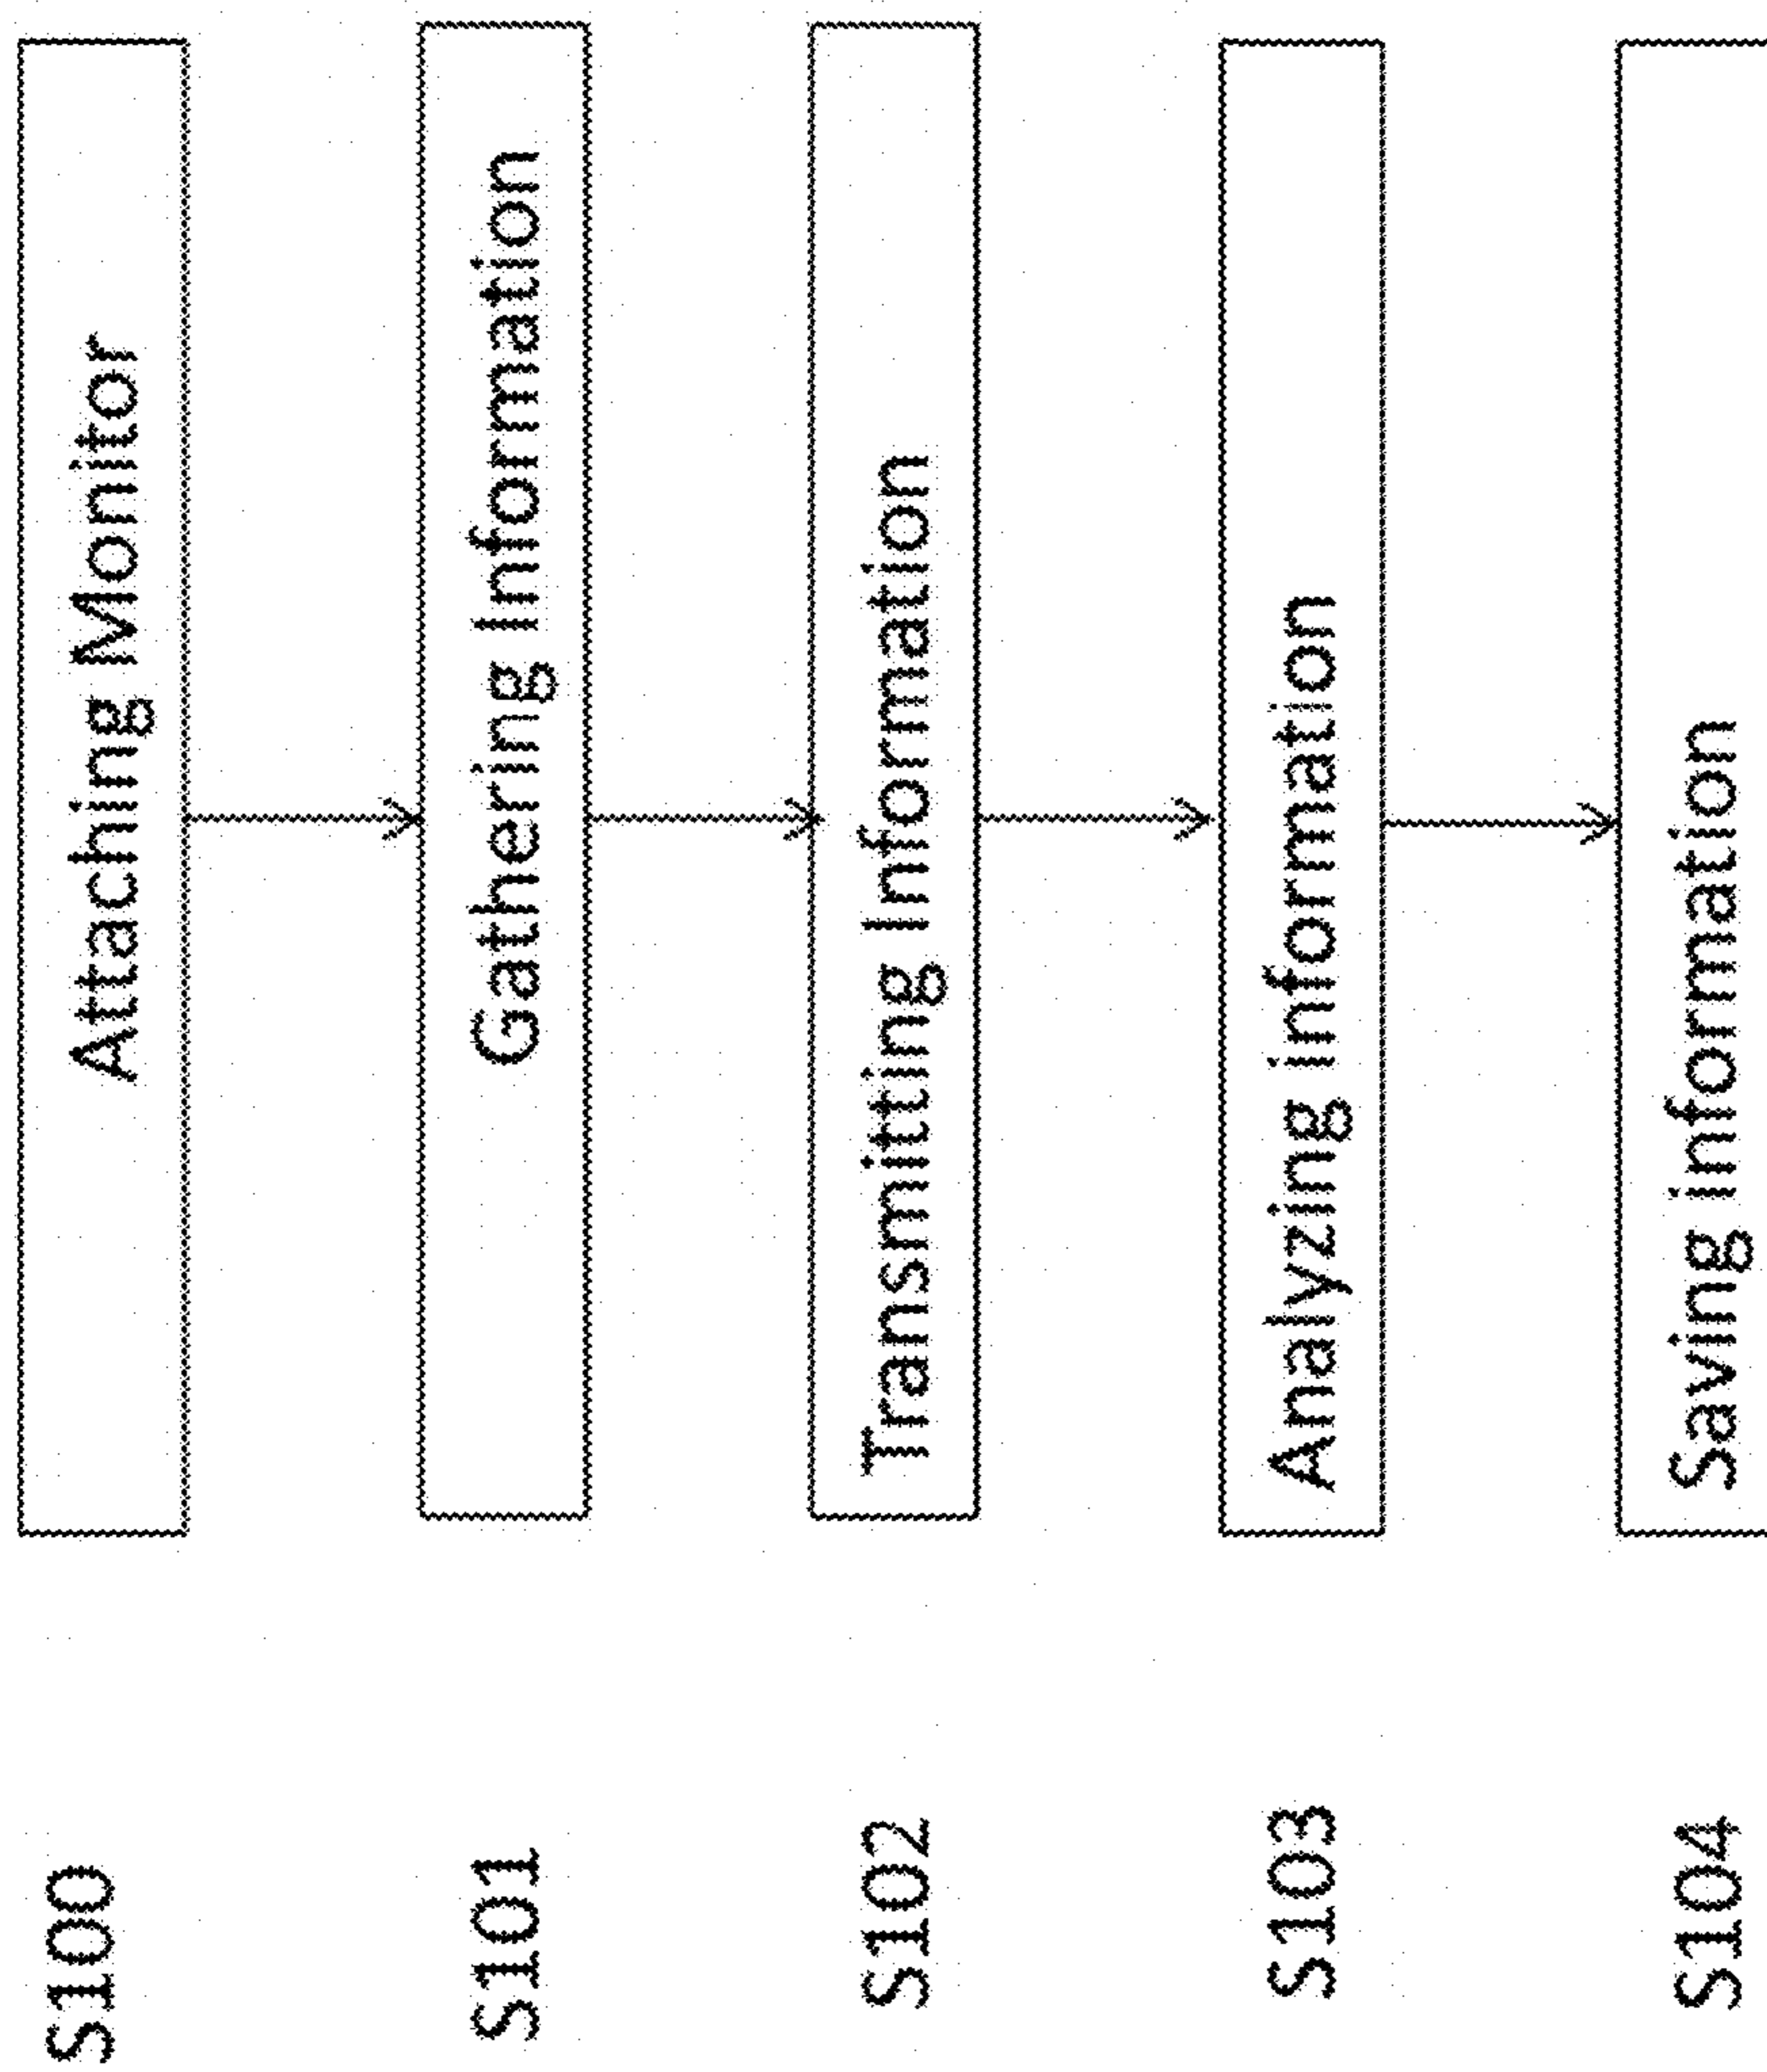 S100 Attaching Monitor
S101 Gathering Information
S102 Transmitting Information
S103 Analyzing information
S104 Saving information